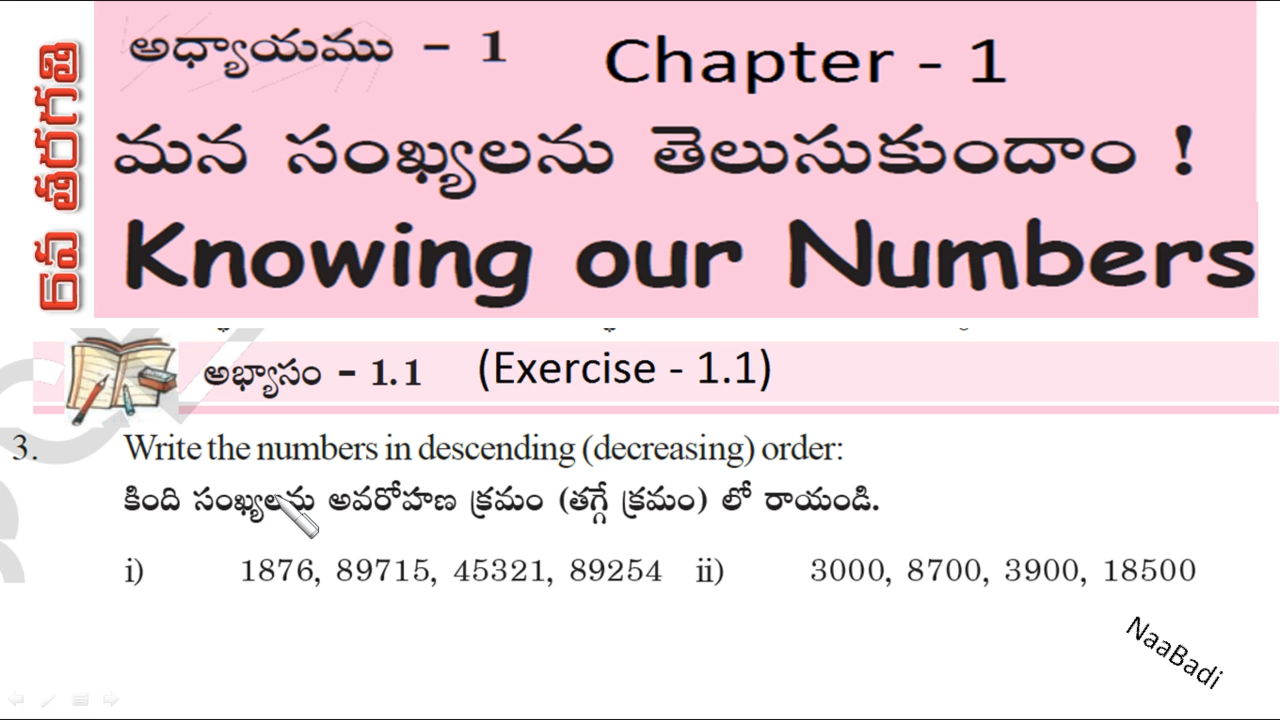 అధ్యాయము - 1 Chapter - 1
మన సంఖ్యలను తెలుసుకుందాం !
Knowing our Numbers
6వ తరగతి
అభ్యాసం - 1.1 (Exercise - 1.1)
3. Write the numbers in descending (decreasing) order:
కింది సంఖ్యలను అవరోహణ క్రమం (తగ్గే క్రమం) లో రాయండి.
i) 1876, 89715, 45321, 89254 ii) 3000, 8700, 3900, 18500
NaaBadi